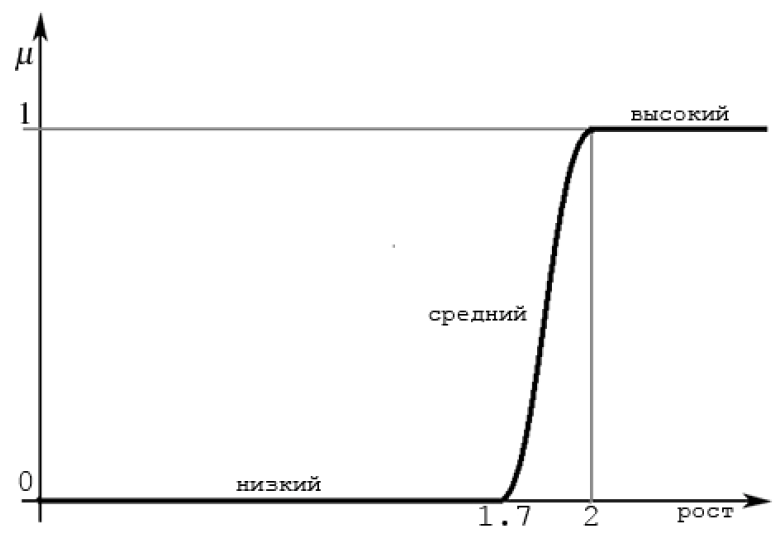 μ
1
высокий
средний
0
низкий
1.7
2
рост